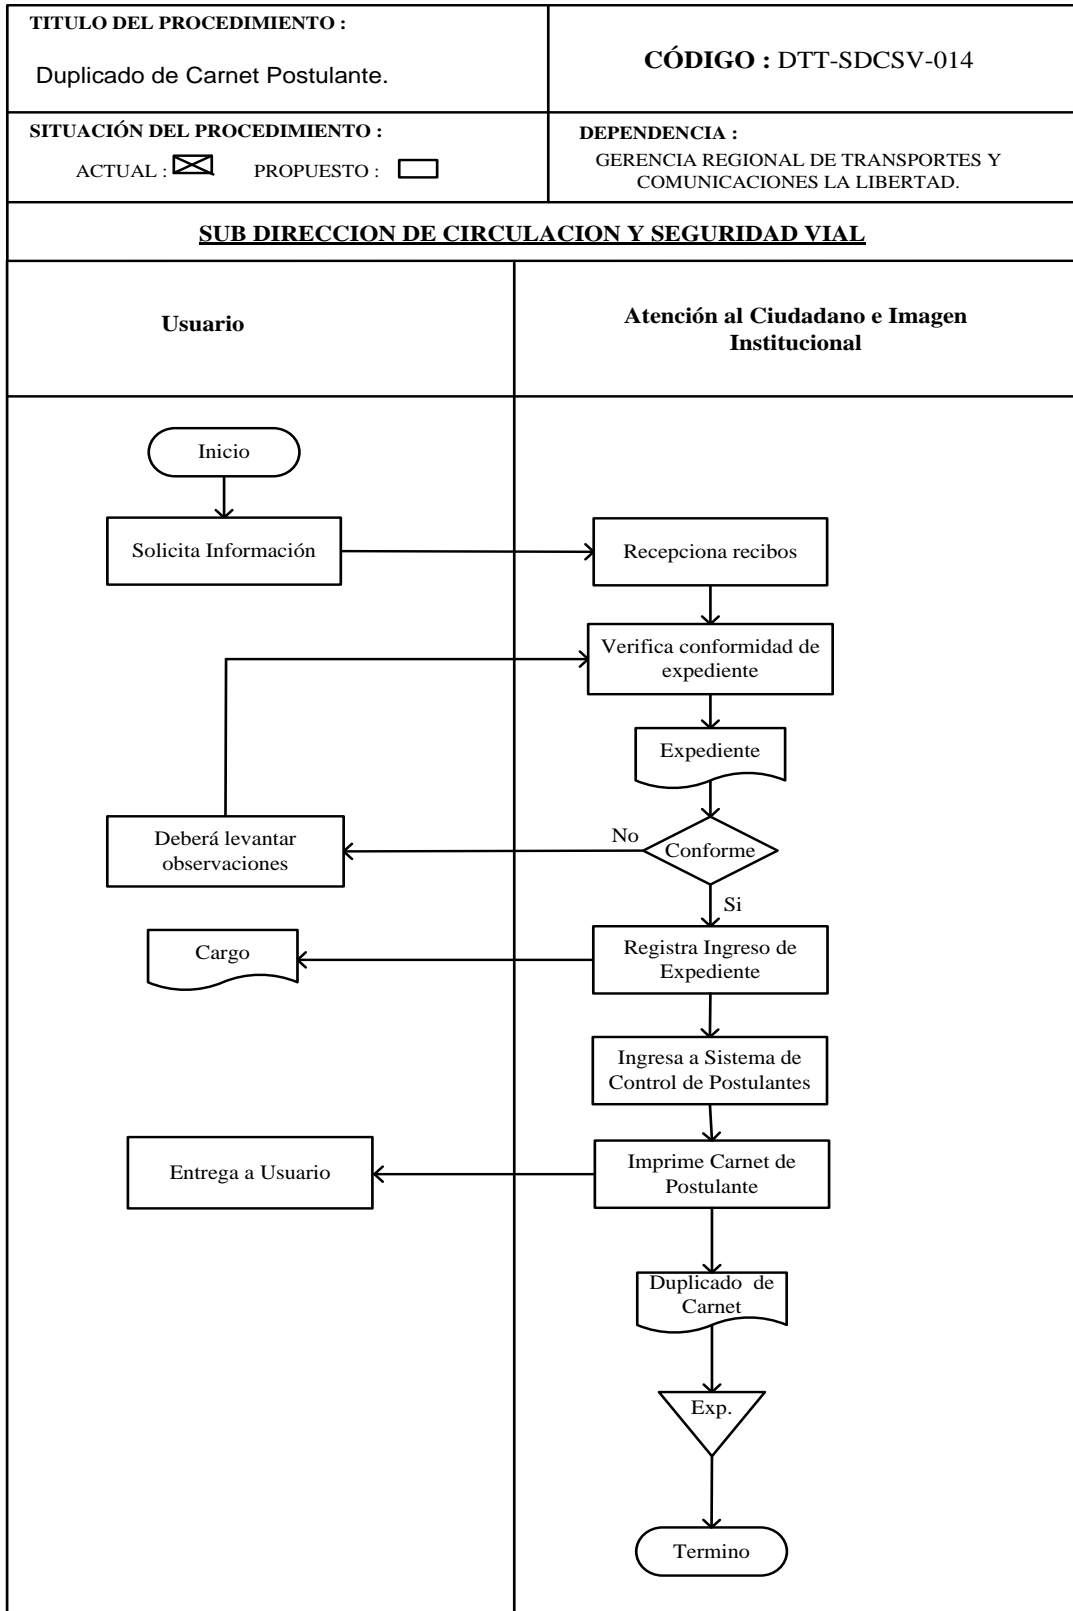 TITULO DEL PROCEDIMIENTO :
Duplicado de Carnet Postulante.
CÓDIGO : DTT-SDCSV-014
SITUACIÓN DEL PROCEDIMIENTO :
ACTUAL : PROPUESTO :
DEPENDENCIA :
GERENCIA REGIONAL DE TRANSPORTES Y
COMUNICACIONES LA LIBERTAD.
SUB DIRECCION DE CIRCULACION Y SEGURIDAD VIAL
Usuario
Atención al Ciudadano e Imagen
Institucional
Inicio
Solicita Información
Recepciona recibos
Verifica conformidad de
expediente
Expediente
Conforme
No
Deberá levantar
observaciones
Si
Registra Ingreso de
Expediente
Cargo
Ingresa a Sistema de
Control de Postulantes
Imprime Carnet de
Postulante
Entrega a Usuario
Duplicado de
Carnet
Exp.
Termino